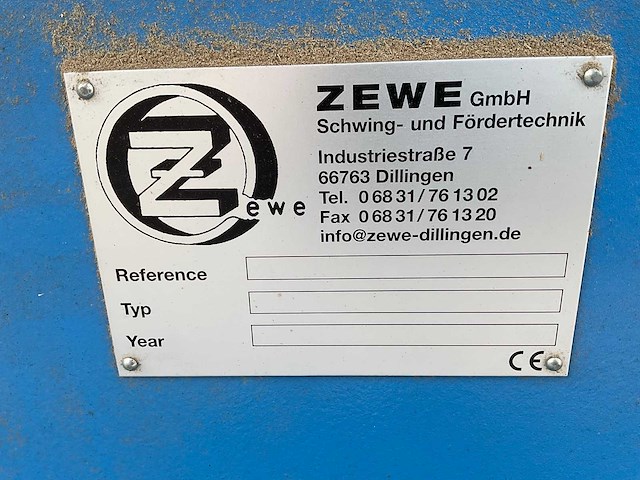 Zewe
ZEWE GmbH
Schwing- und Fördertechnik
Industriestraße 7
66763 Dillingen
Tel. 0 68 31/76 13 02
Fax 0 68 31/76 13 20
info@zewe-dillingen.de
Reference
Typ
Year
CE